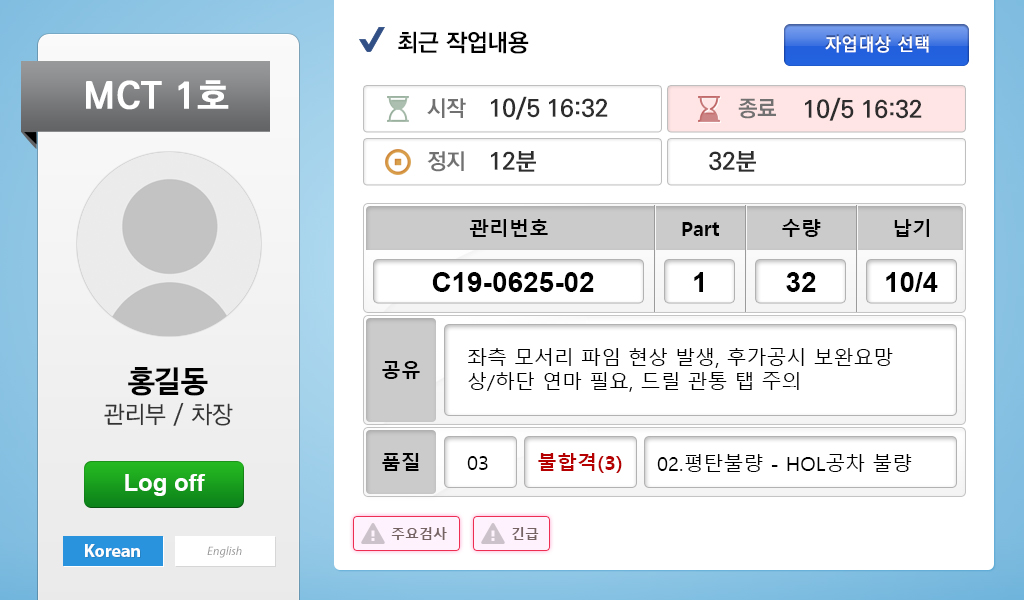 MCT 1호
홍길동
관리부 / 차장
Log off
Korean
English
최근 작업내용
자업대상 선택
시작 10/5 16:32
종료 10/5 16:32
정지 12분
32분
관리번호 Part 수량 납기
C19-0625-02 1 32 10/4
공유
좌측 모서리 파임 현상 발생, 후가공시 보완요망
상/하단 연마 필요, 드릴 관통 탭 주의
품질 03 불합격(3) 02.평탄불량 - HOL공차 불량
주요검사 긴급